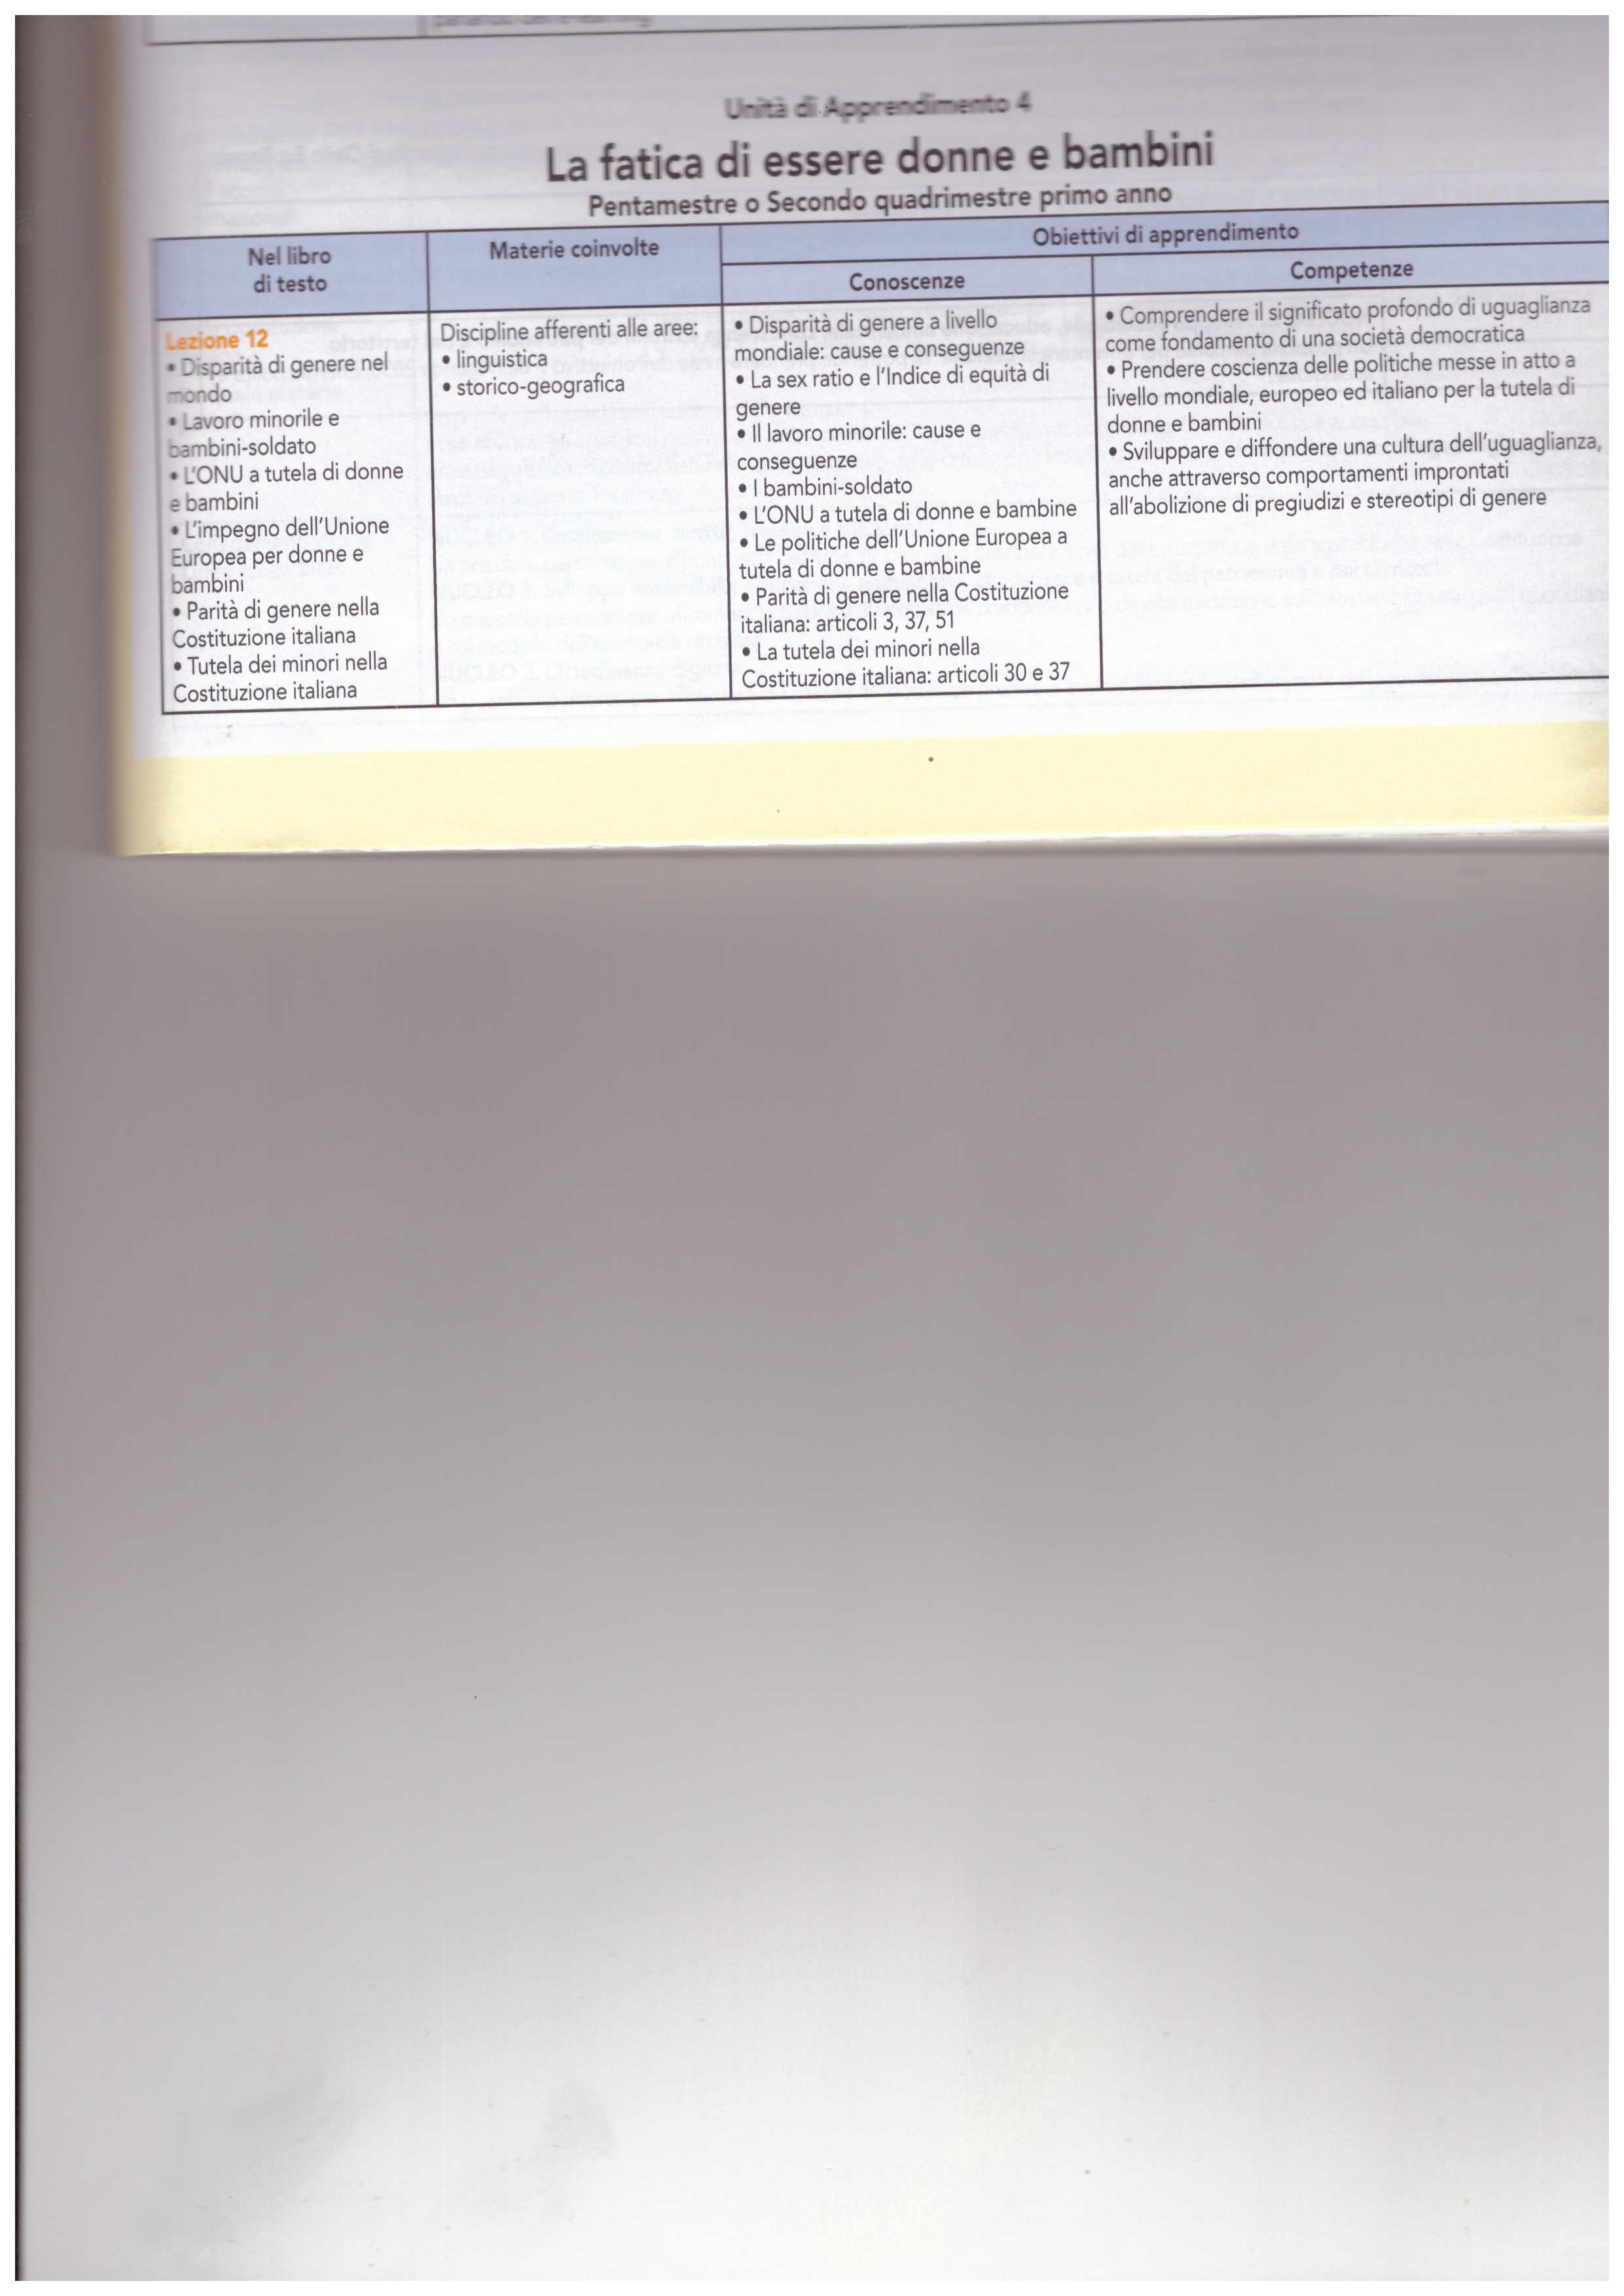 Unità di Apprendimento 4
La fatica di essere donne e bambini
Pentamestre o Secondo quadrimestre primo anno
Nel libro
di testo
Materie coinvolte
Obiettivi di apprendimento
Conoscenze
Competenze
Lezione 12
• Disparità di genere nel
mondo
• Lavoro minorile e
bambini-soldato
• L'ONU a tutela di donne
e bambini
• L'impegno dell'Unione
Europea per donne e
bambini
• Parità di genere nella
Costituzione italiana
• Tutela dei minori nella
Costituzione italiana
Discipline afferenti alle aree:
• linguistica
• storico-geografica
• Disparità di genere a livello
mondiale: cause e conseguenze
• La sex ratio e l'Indice di equità di
genere
• Il lavoro minorile: cause e
conseguenze
• I bambini-soldato
• L'ONU a tutela di donne e bambine
• Le politiche dell'Unione Europea a
tutela di donne e bambine
• Parità di genere nella Costituzione
italiana: articoli 3, 37, 51
• La tutela dei minori nella
Costituzione italiana: articoli 30 e 37
• Comprendere il significato profondo di uguaglianza
come fondamento di una società democratica
• Prendere coscienza delle politiche messe in atto a
livello mondiale, europeo ed italiano per la tutela di
donne e bambini
• Sviluppare e diffondere una cultura dell'uguaglianza,
anche attraverso comportamenti improntati
all'abolizione di pregiudizi e stereotipi di genere